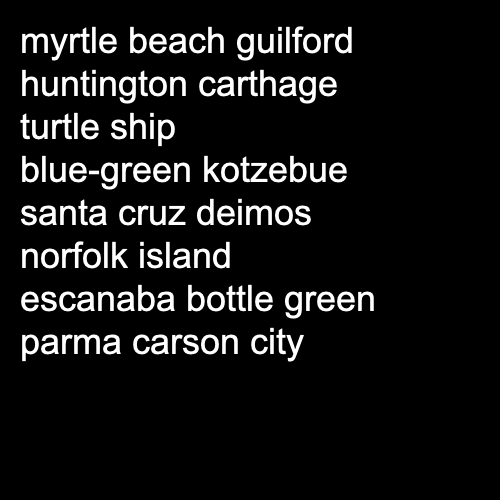 myrtle beach guilford
huntington carthage
turtle ship
blue-green kotzebue
santa cruz deimos
norfolk island
escanaba bottle green
parma carson city